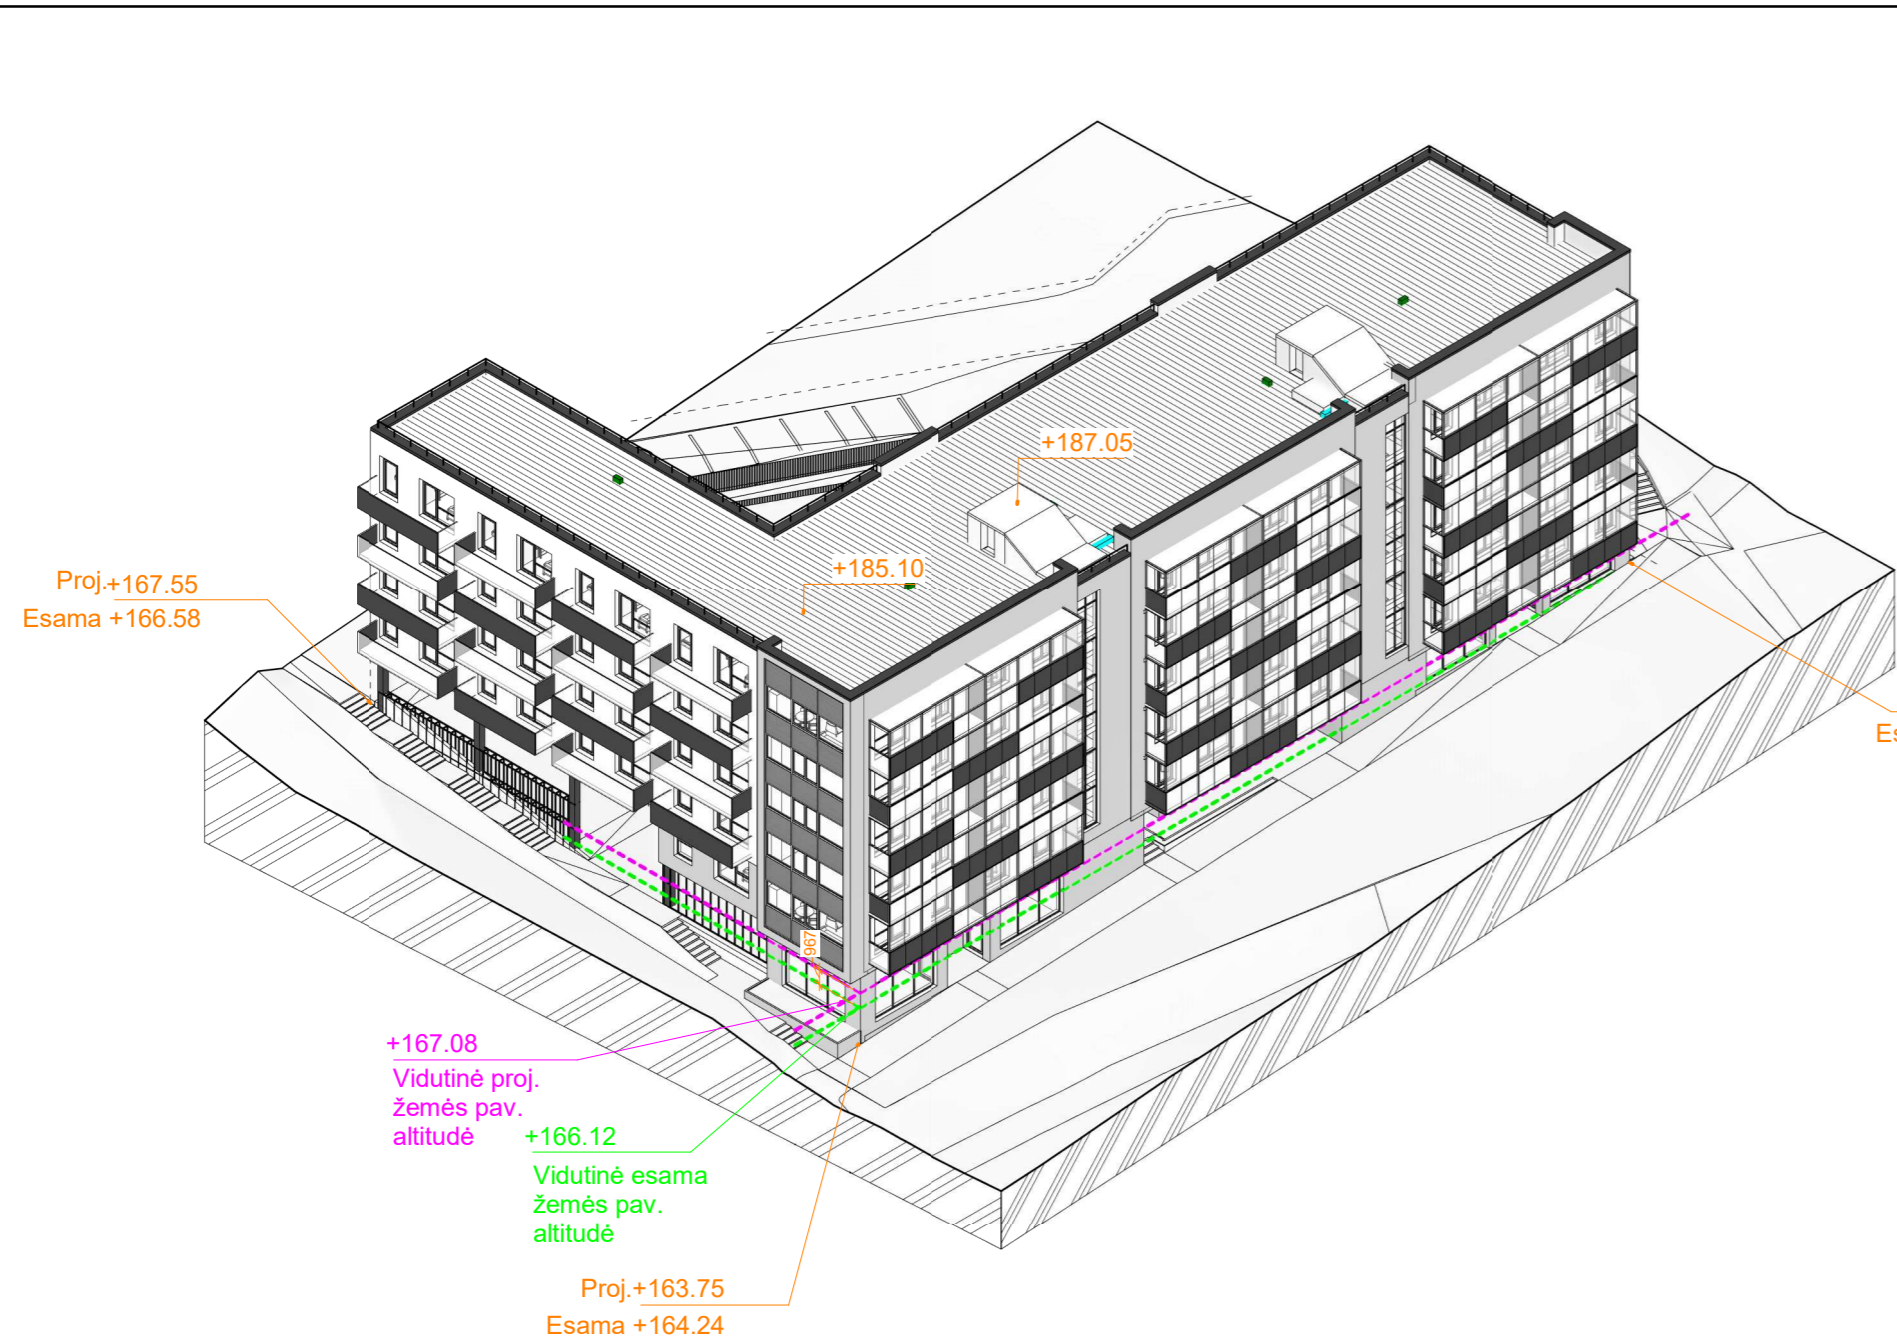 +187.05
+185.10
Proj.+167.55
Esama +166.58
Es
967
+167.08
Vidutinė proj.
žemės pav.
altitudė
+166.12
Vidutinė esama
žemės pav.
altitudė
Proj.+163.75
Esama +164.24